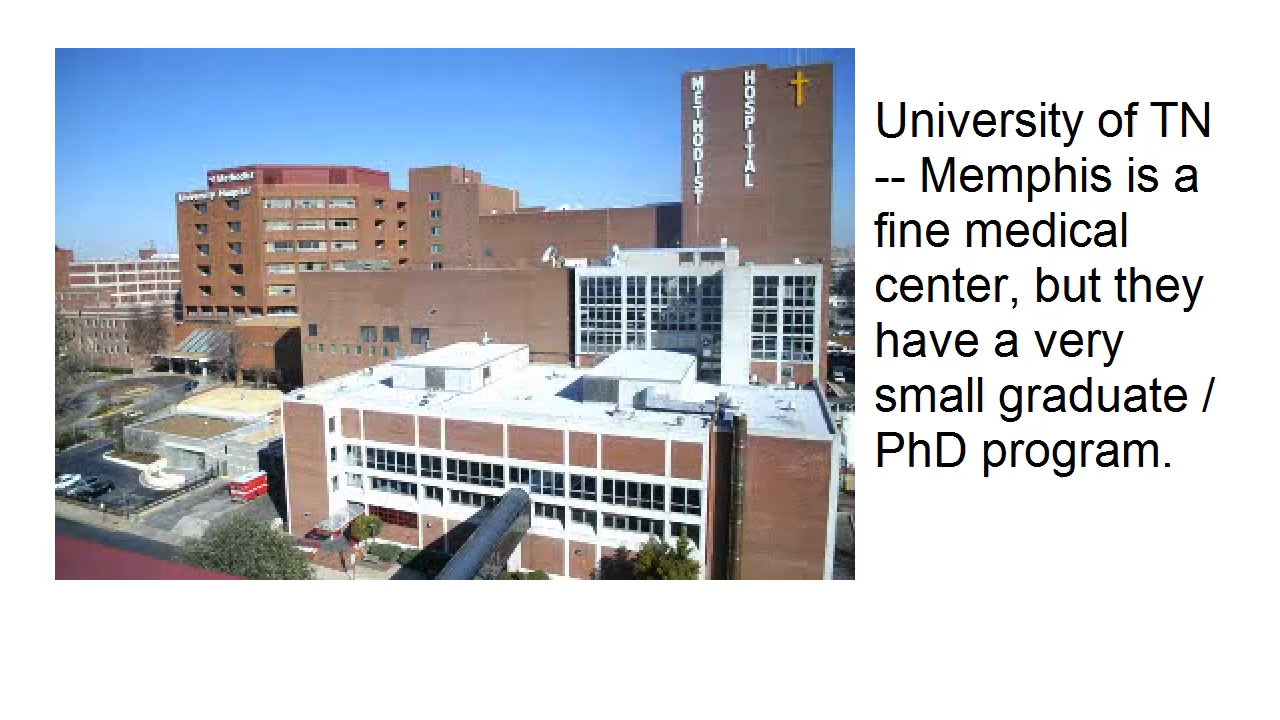 METHODIST
HOSPITAL
Methodist
University Hospital
University of TN
-- Memphis is a
fine medical
center, but they
have a very
small graduate /
PhD program.